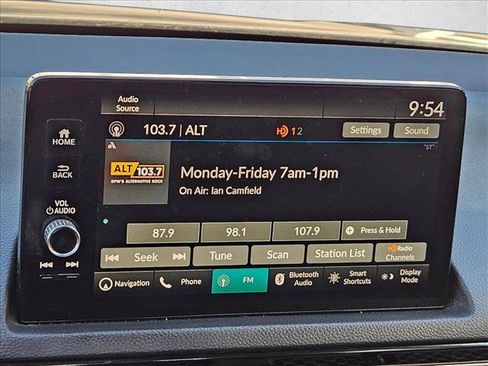 Audio
Source
9:54
103.7 | ALT
HD 1 2
Settings
Sound
HOME
BACK
VOL
AUDIO
"ST"
ALT 103.7
DFW'S ALTERNATIVE ROCK
Monday-Friday 7am-1pm
On Air: Ian Camfield
87.9
98.1
107.9
Press & Hold
Seek
Tune
Scan
Station List
HD Radio
Channels
Navigation
Phone
FM
Bluetooth
Audio
Smart
Shortcuts
Display
Mode